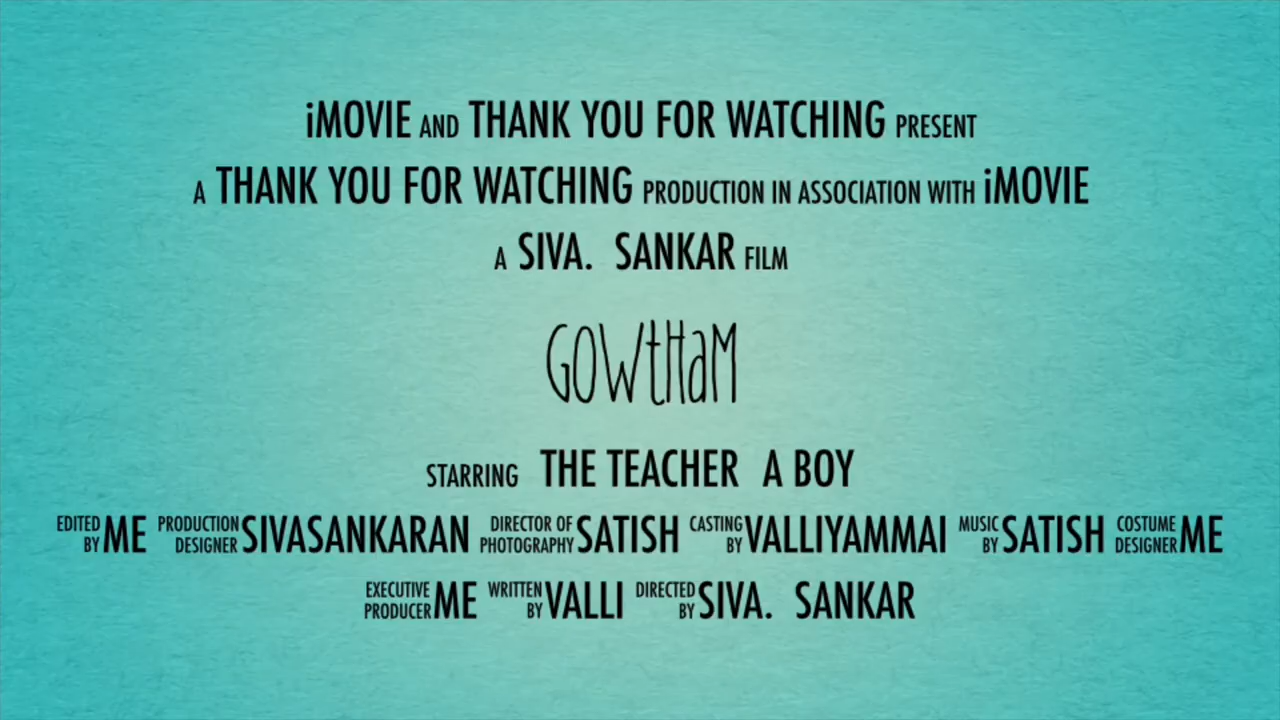 iMOVIE AND THANK YOU FOR WATCHING PRESENT
A THANK YOU FOR WATCHING PRODUCTION IN ASSOCIATION WITH iMOVIE
A SIVA. SANKAR FILM
GOWtHaM
STARRING THE TEACHER A BOY
EDITED BY ME PRODUCTION DESIGNER SIVASANKARAN DIRECTOR OF PHOTOGRAPHY SATISH CASTING BY VALLIYAMMAI MUSIC BY SATISH COSTUME DESIGNER ME
EXECUTIVE PRODUCER ME WRITTEN BY VALLI DIRECTED BY SIVA. SANKAR